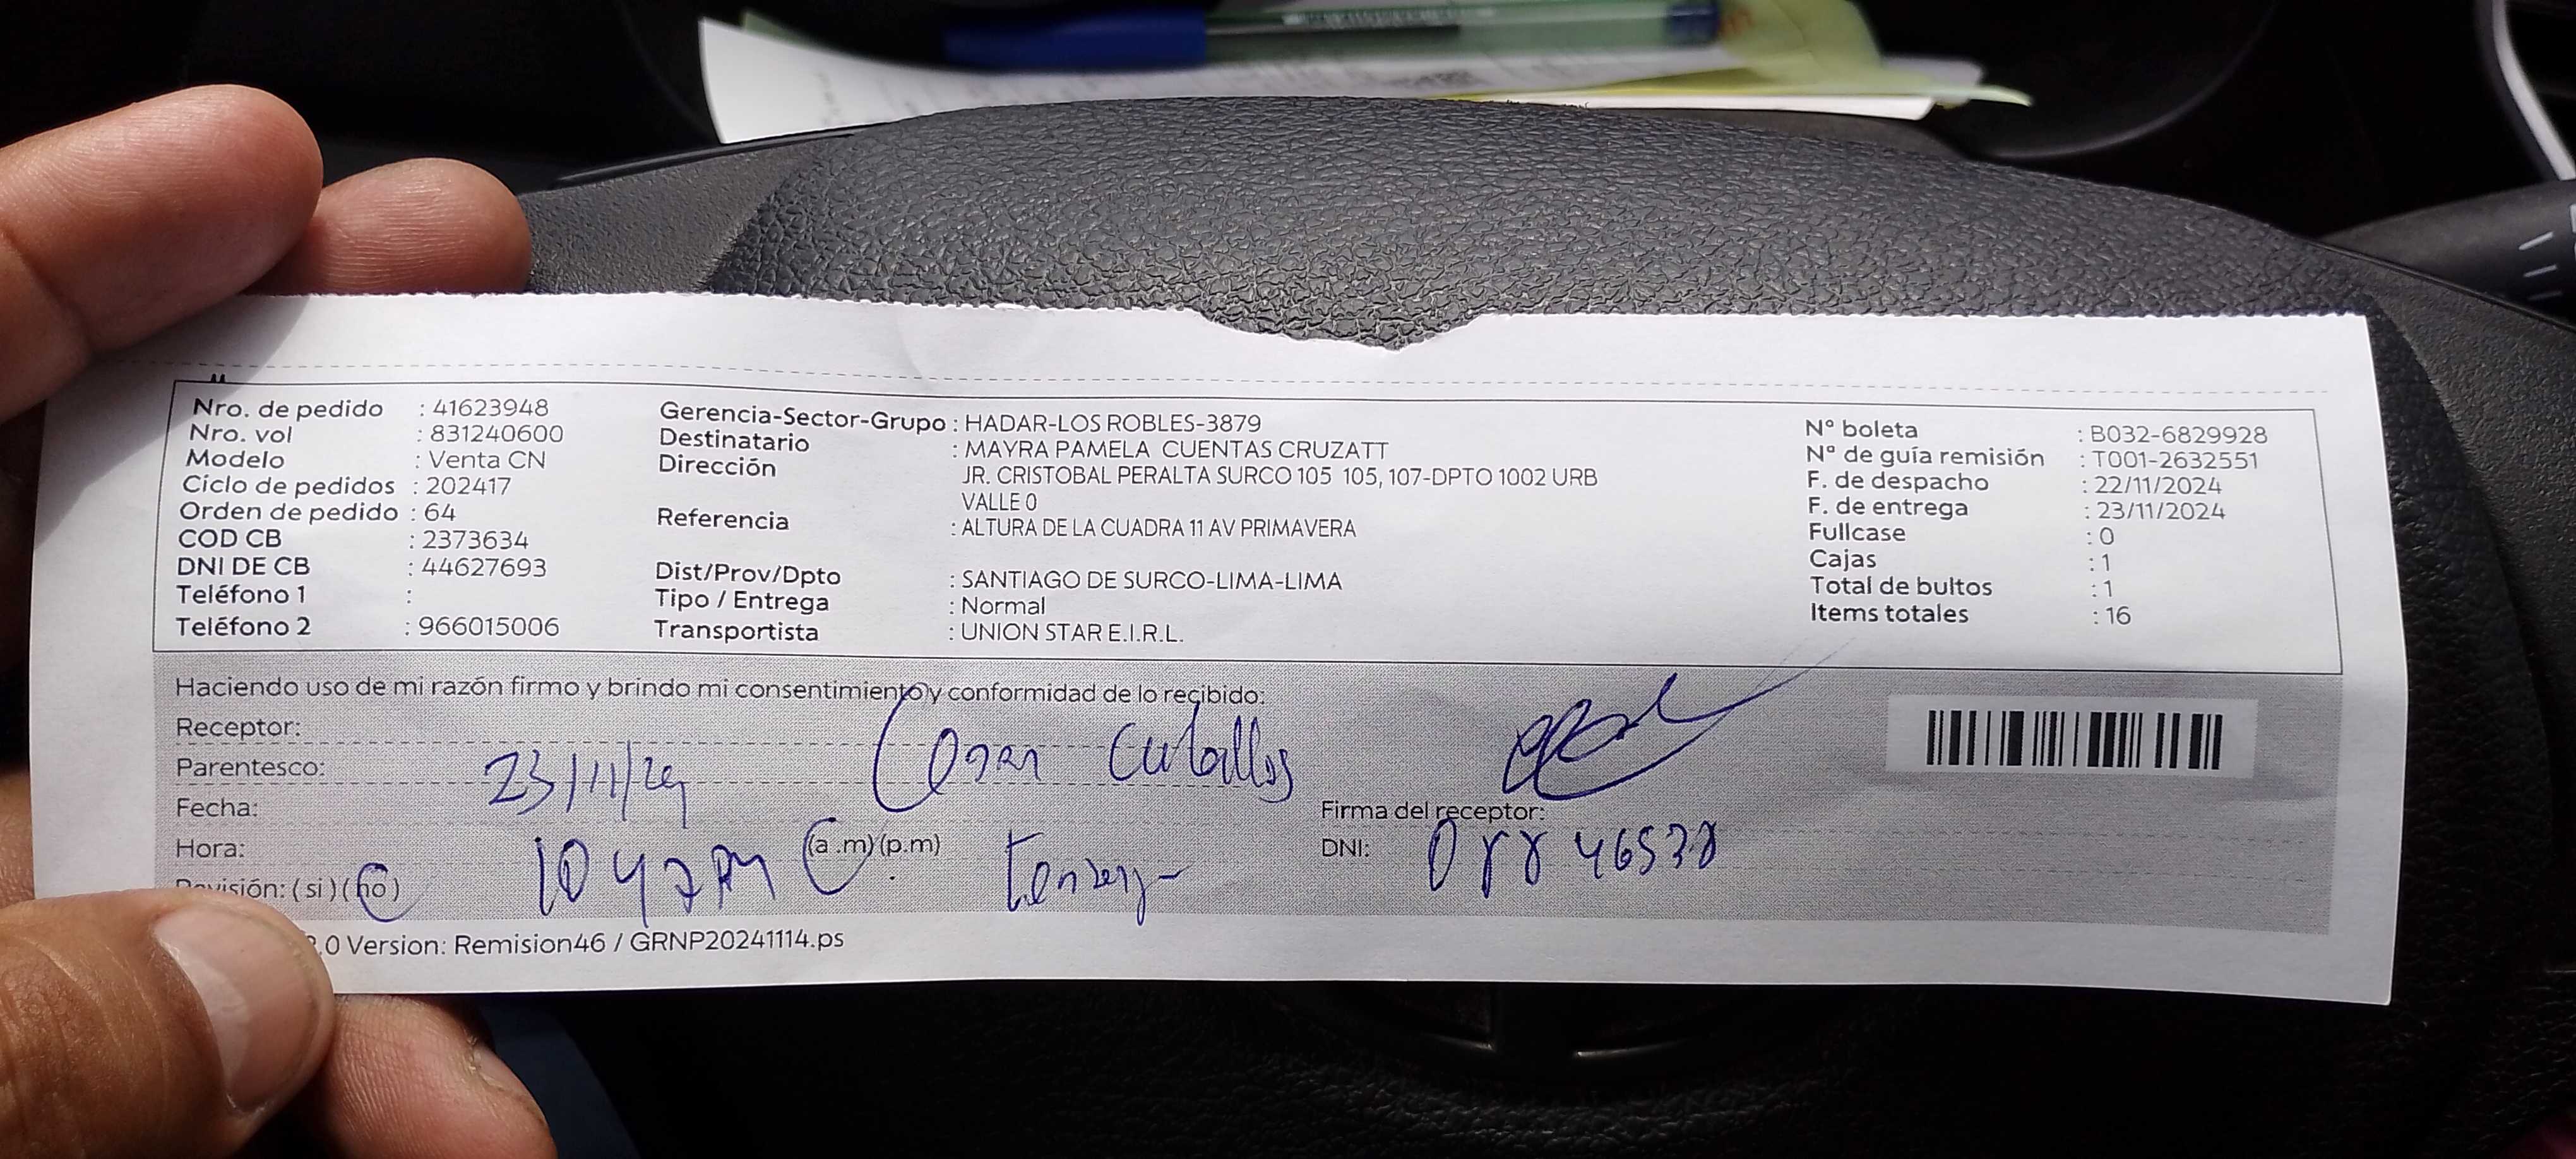 Nro. de pedido : 41623948
Nro. vol : 831240600
Modelo : Venta CN
Ciclo de pedidos : 202417
Orden de pedido : 64
COD CB : 2373634
DNI DE CB : 44627693
Teléfono 1 :
Teléfono 2 : 966015006
Gerencia-Sector-Grupo : HADAR-LOS ROBLES-3879
Destinatario : MAYRA PAMELA CUENTAS CRUZATT
Dirección JR. CRISTOBAL PERALTA SURCO 105 105, 107-DPTO 1002 URB
VALLE 0
Referencia : ALTURA DE LA CUADRA 11 AV PRIMAVERA
Dist/Prov/Dpto : SANTIAGO DE SURCO-LIMA-LIMA
Tipo / Entrega : Normal
Transportista : UNION STAR E.I.R.L.
N° boleta : B032-6829928
N° de guía remisión : T001-2632551
F. de despacho : 22/11/2024
F. de entrega : 23/11/2024
Fullcase : 0
Cajas : 1
Total de bultos : 1
Items totales : 16
Haciendo uso de mi razón firmo y brindo mi consentimiento y conformidad de lo recibido:
Receptor:
Parentesco:
Fecha: 23/11/24
Hora: (a .m) (p.m)
Revisión: ( si ) ( no )
Firma del receptor:
DNI:
.0 Version: Remision46 / GRNP20241114.ps